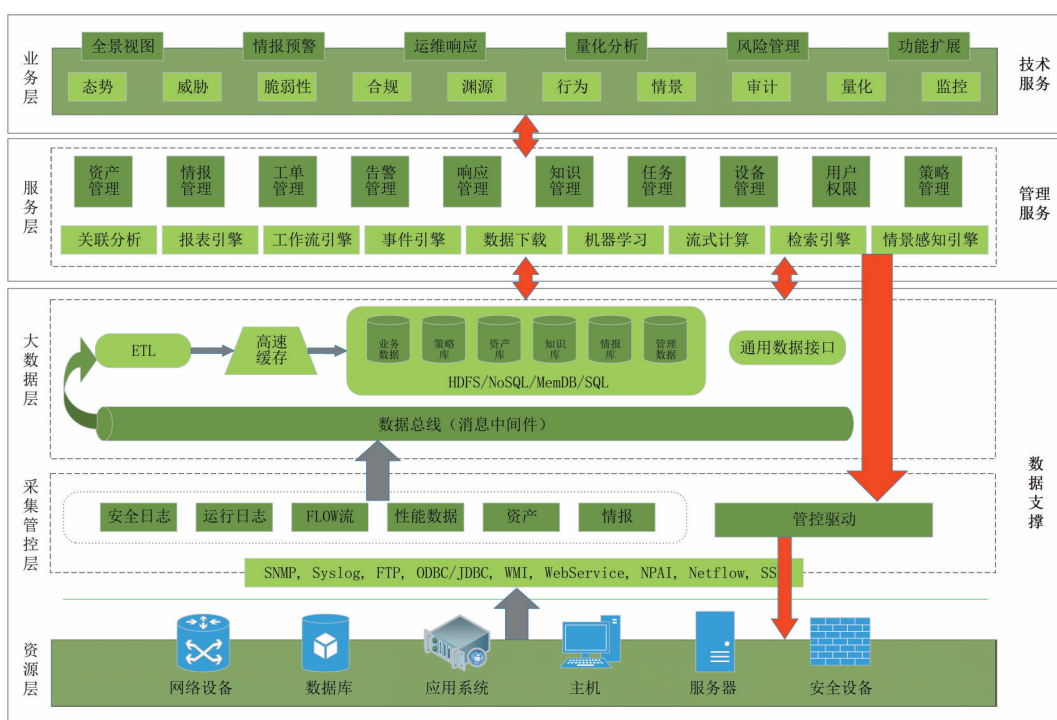 全景视图 情报预警 运维响应 量化分析 风险管理 功能扩展
业务层
态势 威胁 脆弱性 合规 渊源 行为 情景 审计 量化 监控
技术服务
服务层
资产管理 情报管理 工单管理 告警管理 响应管理 知识管理 任务管理 设备管理 用户权限 策略管理
管理服务
关联分析 报表引擎 工作流引擎 事件引擎 数据下载 机器学习 流式计算 检索引擎 情景感知引擎
大数据层
ETL
高速缓存
业务数据 策略库 资产库 知识库 情报库 管理数据
HDFS/NoSQL/MemDB/SQL
通用数据接口
数据总线（消息中间件）
数据支撑
采集管控层
安全日志 运行日志 FLOW流 性能数据 资产 情报
管控驱动
SNMP, Syslog, FTP, ODBC/JDBC, WMI, WebService, NPAI, Netflow, SS
资源层
网络设备 数据库 应用系统 主机 服务器 安全设备